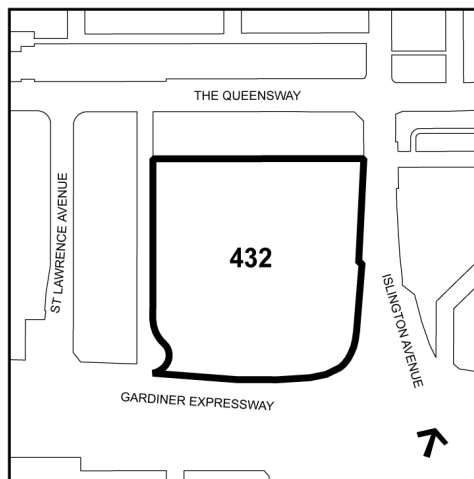 THE QUEENSWAY
ST LAWRENCE AVENUE
432
ISLINGTON AVENUE
GARDINER EXPRESSWAY